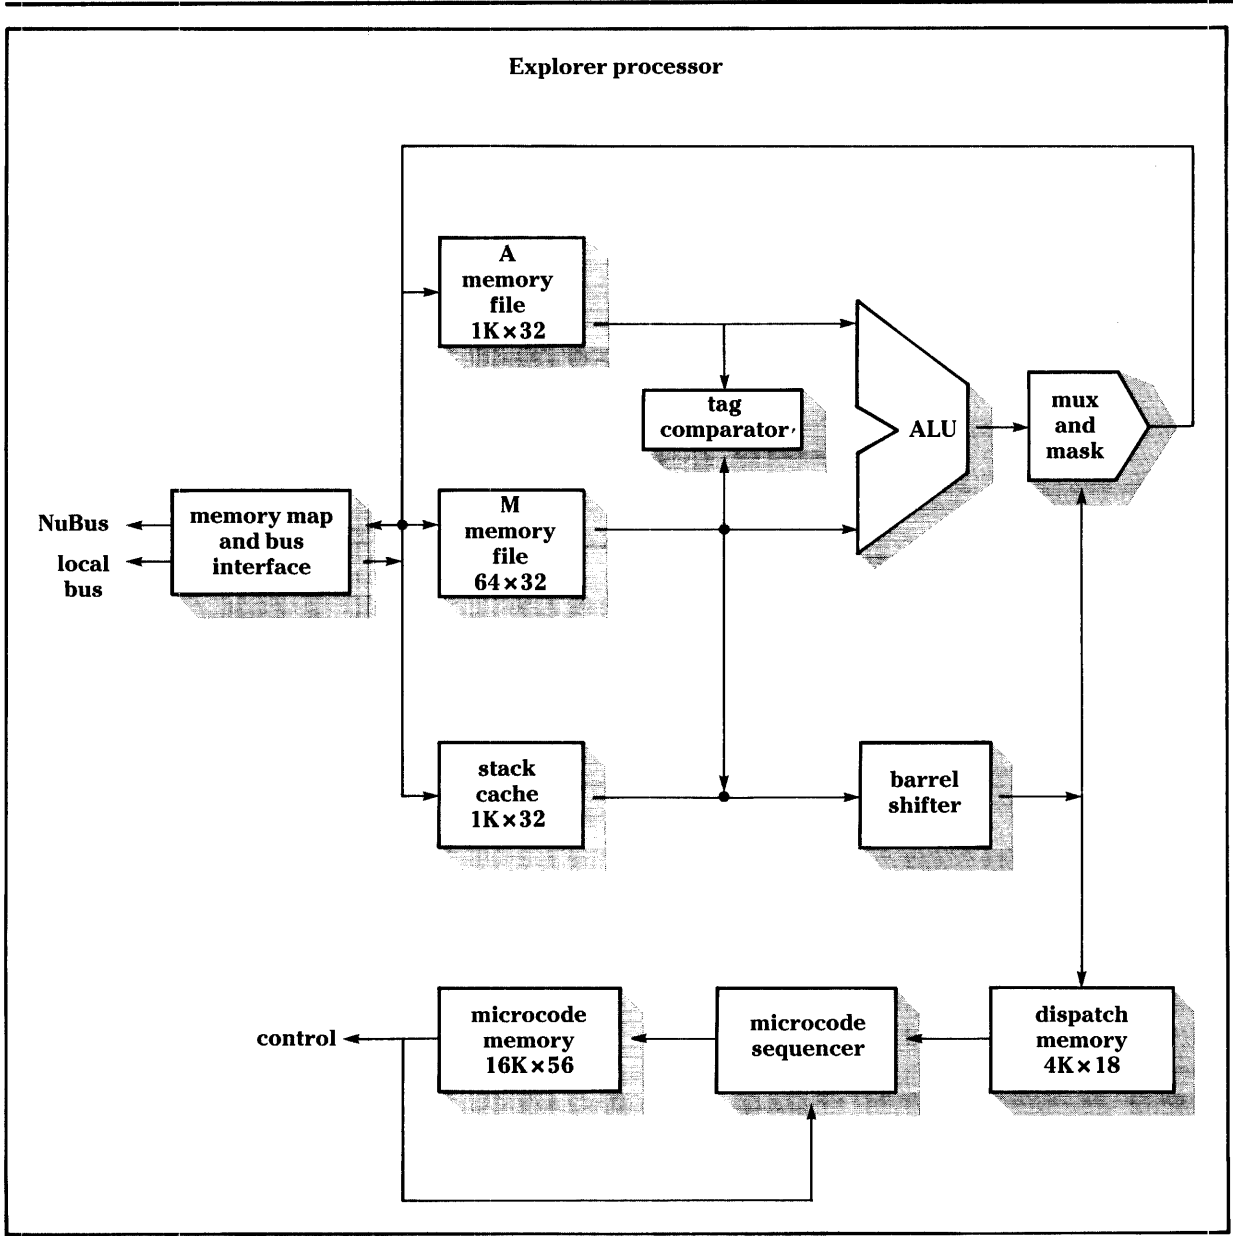 Explorer processor
A
memory
file
1K×32
tag
comparator
ALU
mux
and
mask
NuBus
local
bus
memory map
and bus
interface
M
memory
file
64×32
stack
cache
1K×32
barrel
shifter
control
microcode
memory
16K×56
microcode
sequencer
dispatch
memory
4K×18